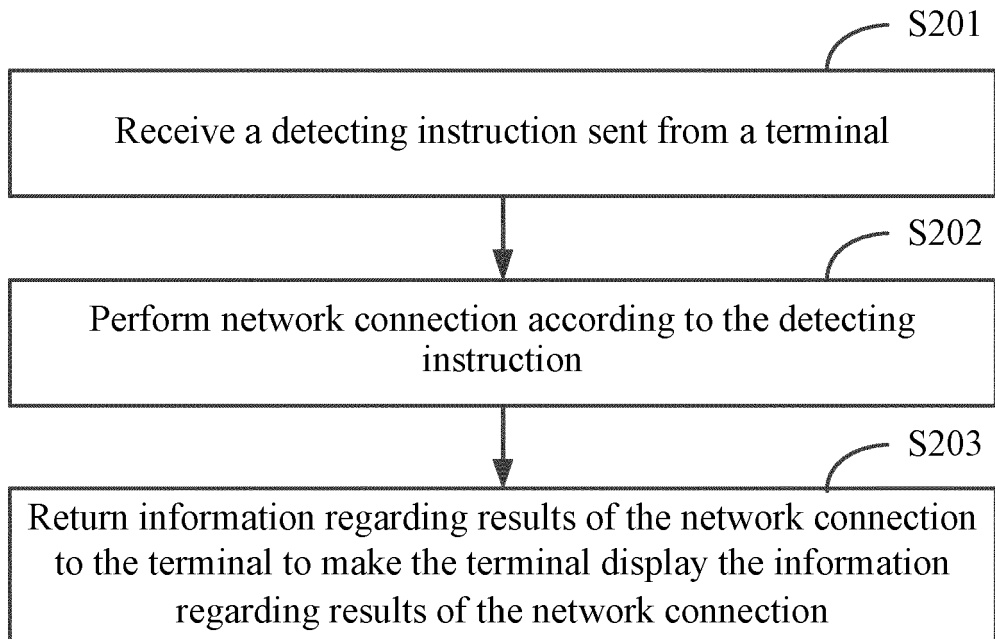 S201
Receive a detecting instruction sent from a terminal
S202
Perform network connection according to the detecting
instruction
S203
Return information regarding results of the network connection
to the terminal to make the terminal display the information
regarding results of the network connection